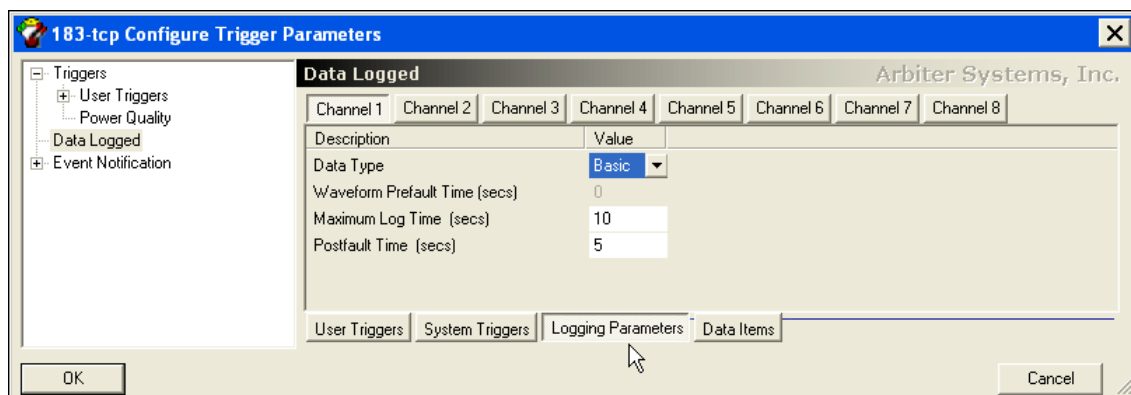 183-tcp Configure Trigger Parameters
Triggers
User Triggers
Power Quality
Data Logged
Event Notification
Data Logged
Arbiter Systems, Inc.
Channel 1 Channel 2 Channel 3 Channel 4 Channel 5 Channel 6 Channel 7 Channel 8
Description Value
Data Type Basic
Waveform Prefault Time (secs) 0
Maximum Log Time (secs) 10
Postfault Time (secs) 5
User Triggers System Triggers Logging Parameters Data Items
OK Cancel